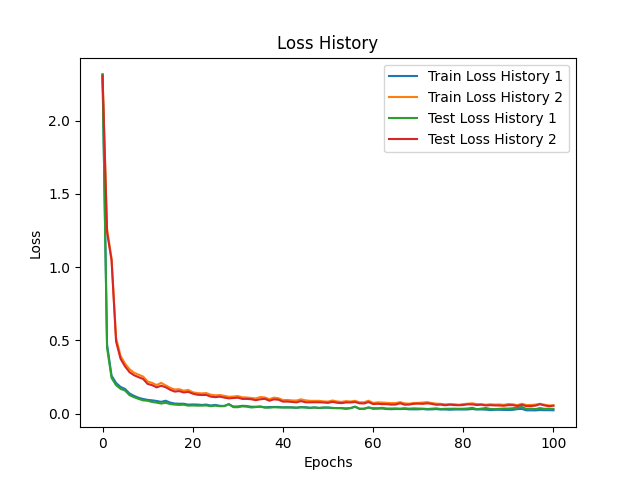 Loss History
Train Loss History 1
Train Loss History 2
Test Loss History 1
Test Loss History 2
Loss
2.0
1.5
1.0
0.5
0.0
0
20
40
60
80
100
Epochs